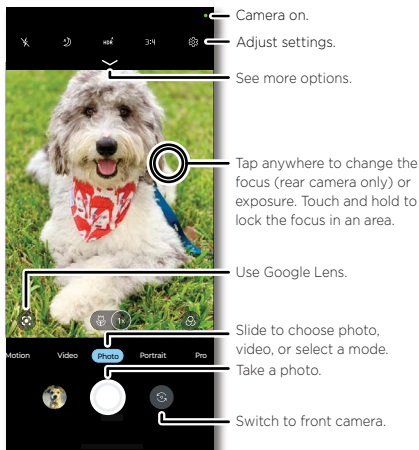 Camera on.
HDR 3:4
Adjust settings.
See more options.
Tap anywhere to change the
focus (rear camera only) or
exposure. Touch and hold to
lock the focus in an area.
Use Google Lens.
1x
Slide to choose photo,
video, or select a mode.
Motion Video Photo Portrait Pro
Take a photo.
Switch to front camera.